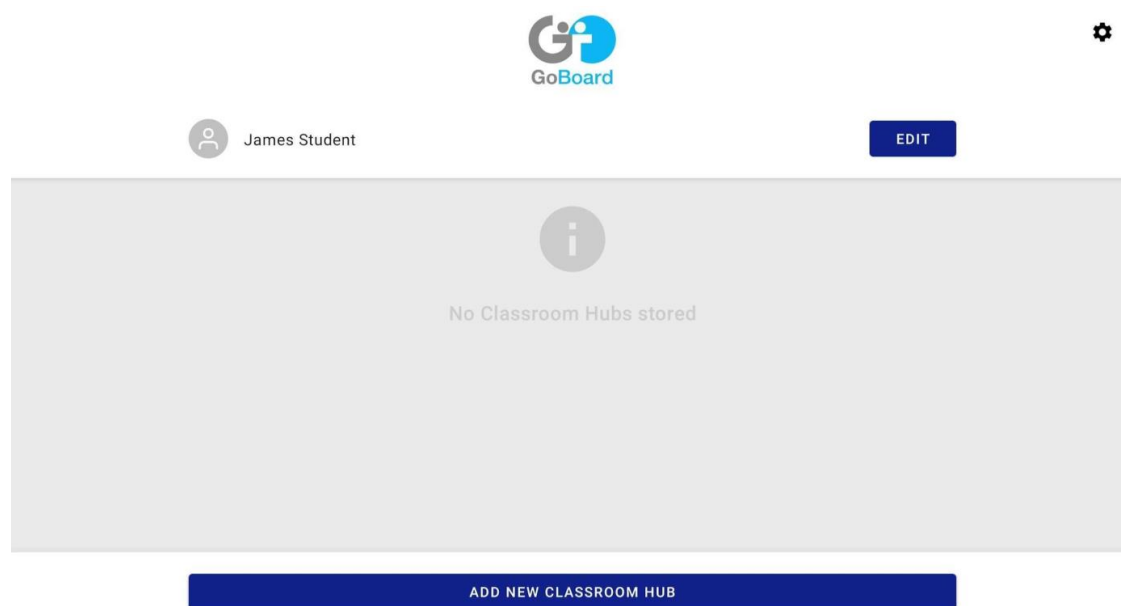 GoBoard
James Student
EDIT
No Classroom Hubs stored
ADD NEW CLASSROOM HUB